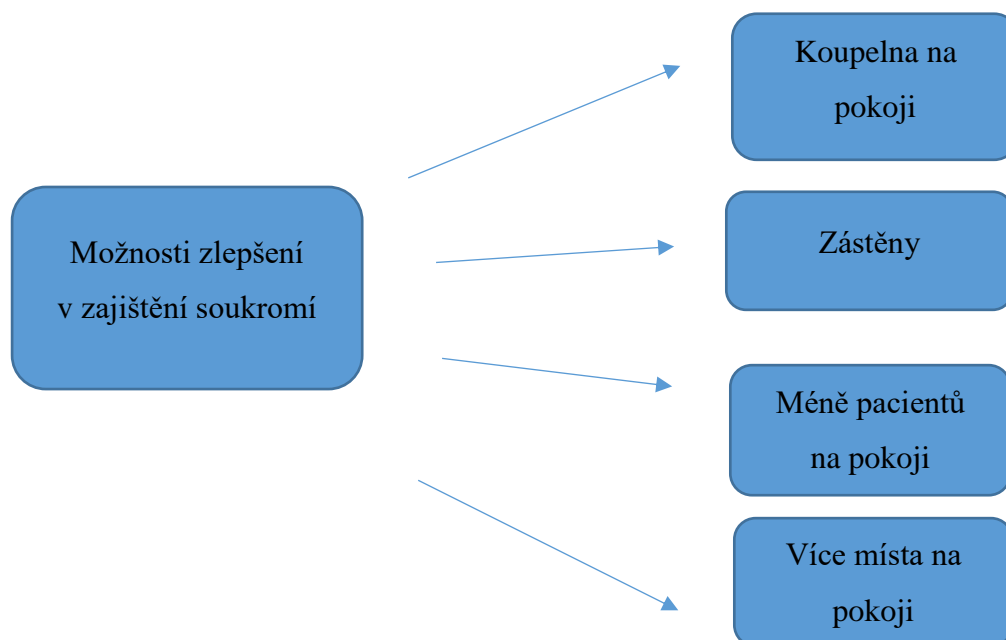 Možnosti zlepšení
v zajištění soukromí
Koupelna na
pokoji
Zástěny
Méně pacientů
na pokoji
Více místa na
pokoji